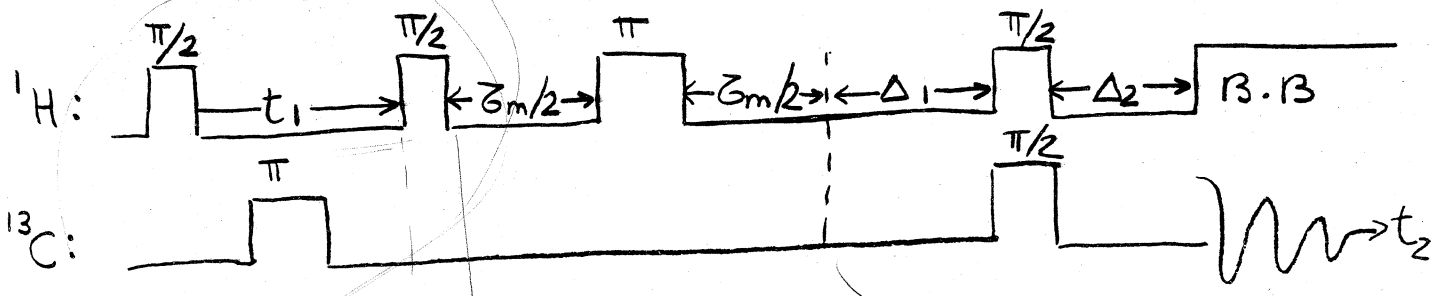 π/2 π/2 π π/2
¹H: t₁ τm/2 τm/2 Δ₁ Δ₂ B.B
π π/2
¹³C: t₂